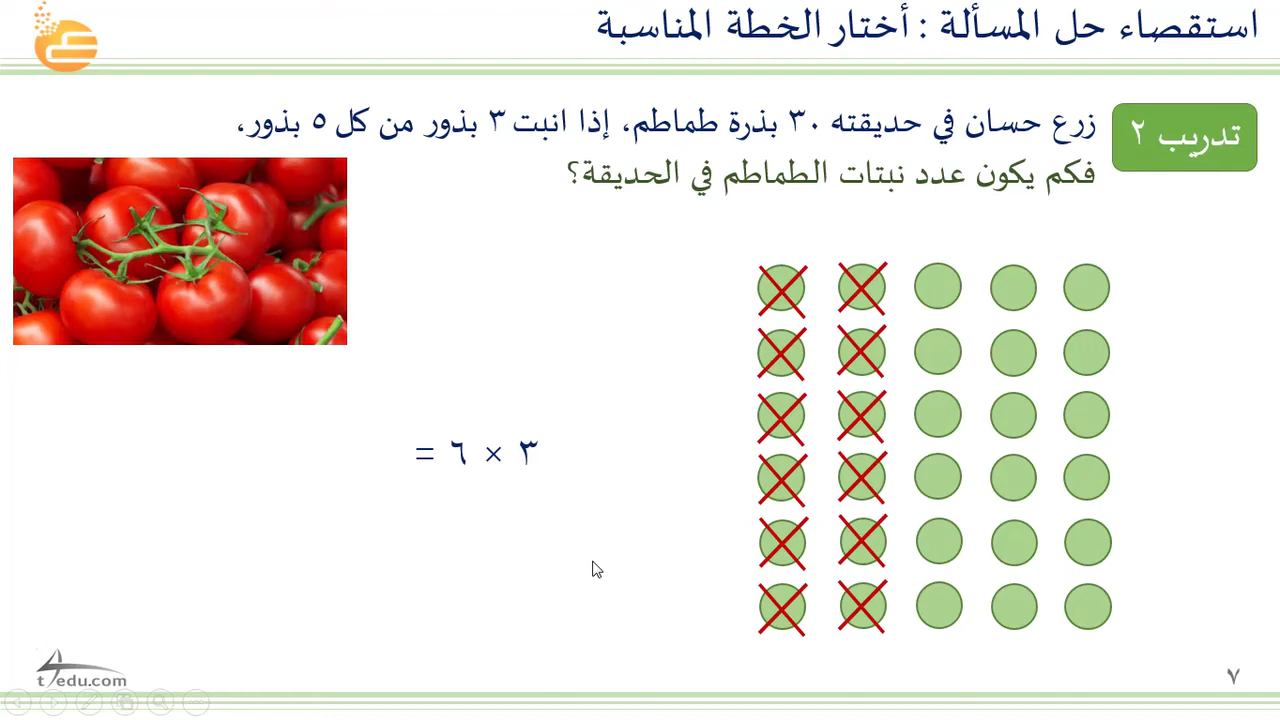 استقصاء حل المسألة : أختار الخطة المناسبة
تدريب ٢
زرع حسان في حديقته ٣٠ بذرة طماطم، إذا انبت ٣ بذور من كل ٥ بذور،
فكم يكون عدد نبتات الطماطم في الحديقة؟
٣ × ٦ =
t4edu.com
٧